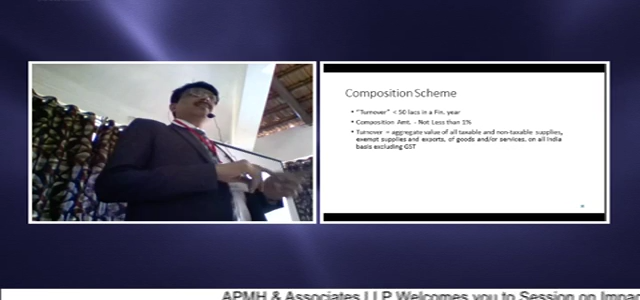 Composition Scheme
• "Turnover" < 50 lacs in a Fin. year
• Composition Amt. - Not Less than 1%
• Turnover = aggregate value of all taxable and non-taxable supplies,
exempt supplies and exports, of goods and/or services, on all India
basis excluding GST
APMH & Associates LLP Welcomes you to Session on Impac